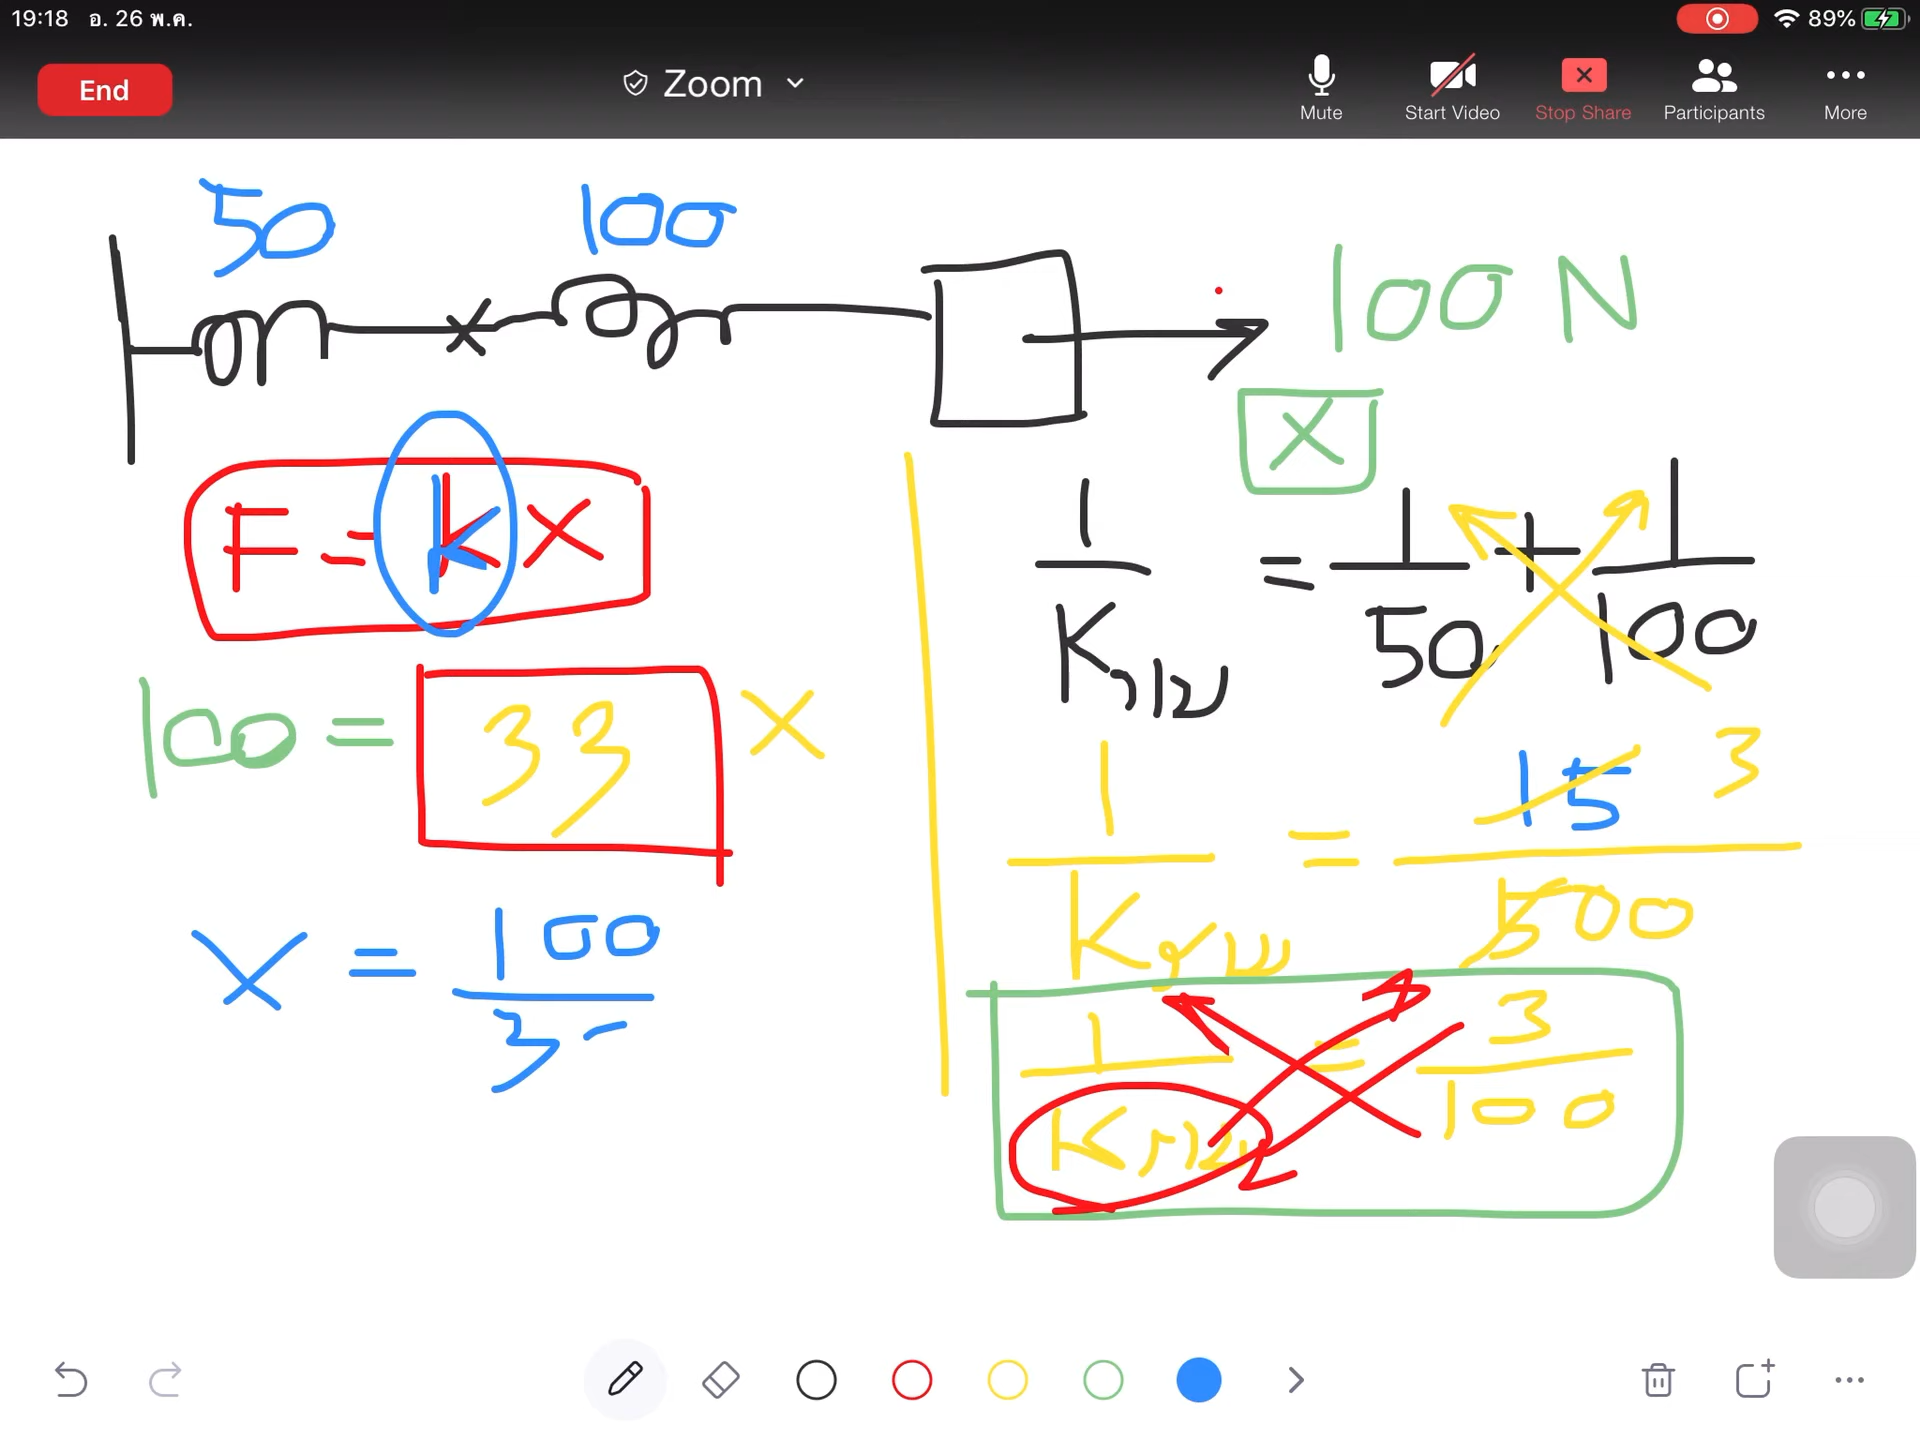 19:18 อ. 26 พ.ค.
89%
End
Zoom
Mute
Start Video
Stop Share
Participants
More
50
100
100 N
X
F = kX
1/Kรวม = 1/50 + 1/100
100 = 33 X
1/Kรวม = 15/500 3
X = 100/3
1/Kรวม = 3/100